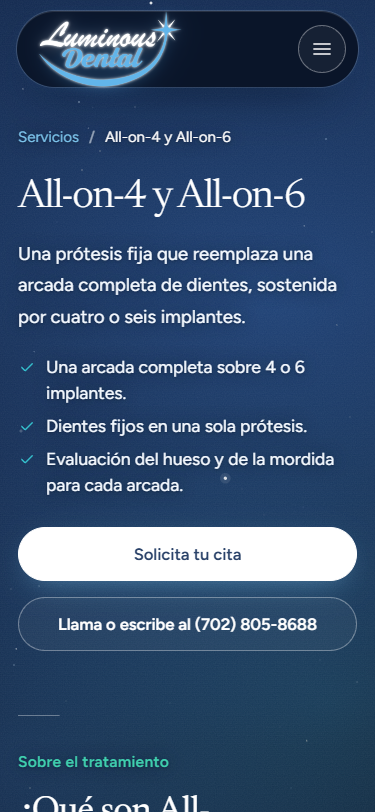 Luminous
Dental
Servicios / All-on-4 y All-on-6
All-on-4 y All-on-6
Una prótesis fija que reemplaza una
arcada completa de dientes, sostenida
por cuatro o seis implantes.
Una arcada completa sobre 4 o 6
implantes.
Dientes fijos en una sola prótesis.
Evaluación del hueso y de la mordida
para cada arcada.
Solicita tu cita
Llama o escribe al (702) 805-8688
Sobre el tratamiento
¿Qué son All-